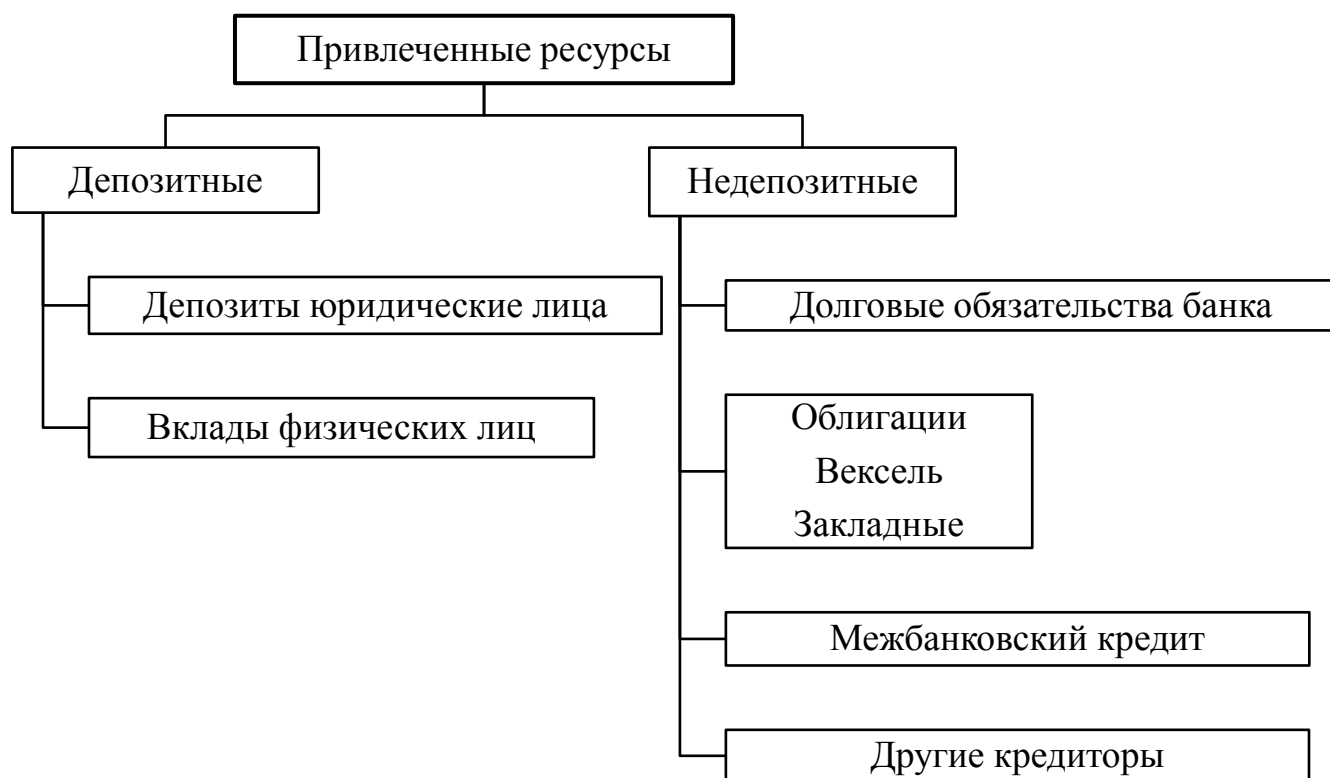 Привлеченные ресурсы
Депозитные
Недепозитные
Депозиты юридические лица
Долговые обязательства банка
Вклады физических лиц
Облигации
Вексель
Закладные
Межбанковский кредит
Другие кредиторы